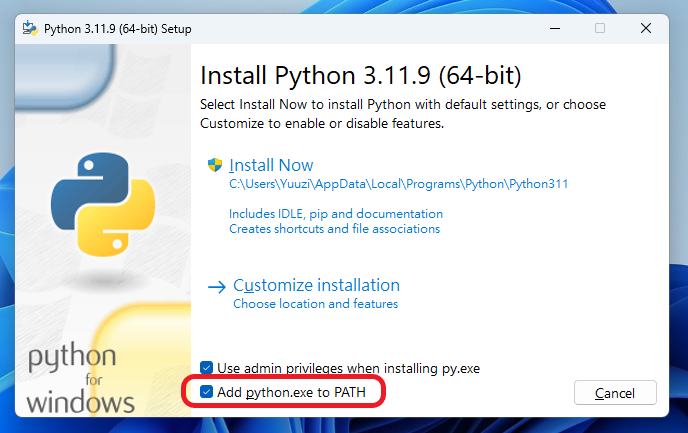 Python 3.11.9 (64-bit) Setup
Install Python 3.11.9 (64-bit)
Select Install Now to install Python with default settings, or choose
Customize to enable or disable features.
Install Now
C:\Users\Yuuzi\AppData\Local\Programs\Python\Python311
Includes IDLE, pip and documentation
Creates shortcuts and file associations
Customize installation
Choose location and features
python
for
windows
Use admin privileges when installing py.exe
Add python.exe to PATH
Cancel